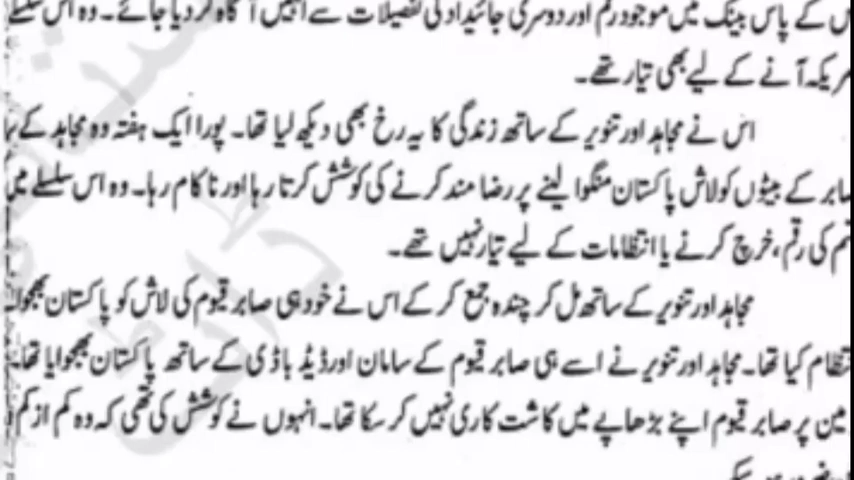 کے پاس بینک میں موجود رقم اور دوسری جائیداد کی تفصیلات سے انہیں آگاہ کر دیا جائے۔ وہ اس سلسلے
آنے کے لیے بھی تیار تھے۔
اس نے مجاہد اور تنویر کے ساتھ زندگی کا یہ رخ بھی دیکھ لیا تھا۔ پورا ایک ہفتہ وہ مجاہد کے
صابر کے بیٹوں کو لاش پاکستان منگوا لینے پر رضا مند کرنے کی کوشش کرتا رہا اور ناکام رہا۔ وہ اس سلسلے میں
کی رقم، خرچ کرنے یا انتظامات کے لیے تیار نہیں تھے۔
مجاہد اور تنویر کے ساتھ مل کر چندہ جمع کر کے اس نے خود ہی صابر قیوم کی لاش کو پاکستان
کیا تھا۔ مجاہد اور تنویر نے اسے ہی صابر قیوم کے سامان اور ڈیڈ باڈی کے ساتھ پاکستان بھجوایا تھا۔
پر صابر قیوم اپنے بڑھاپے میں کاشت کاری نہیں کر سکا تھا۔ انہوں نے کوشش کی تھی کہ وہ کم از کم